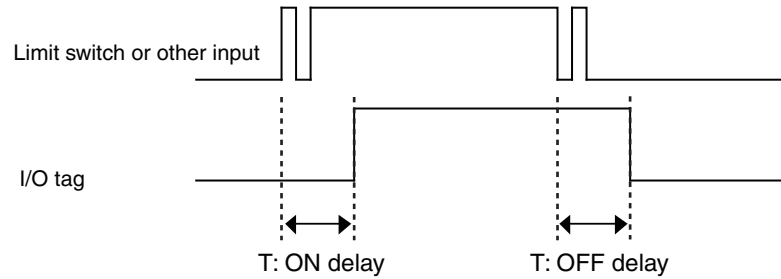 Limit switch or other input
I/O tag
T: ON delay
T: OFF delay